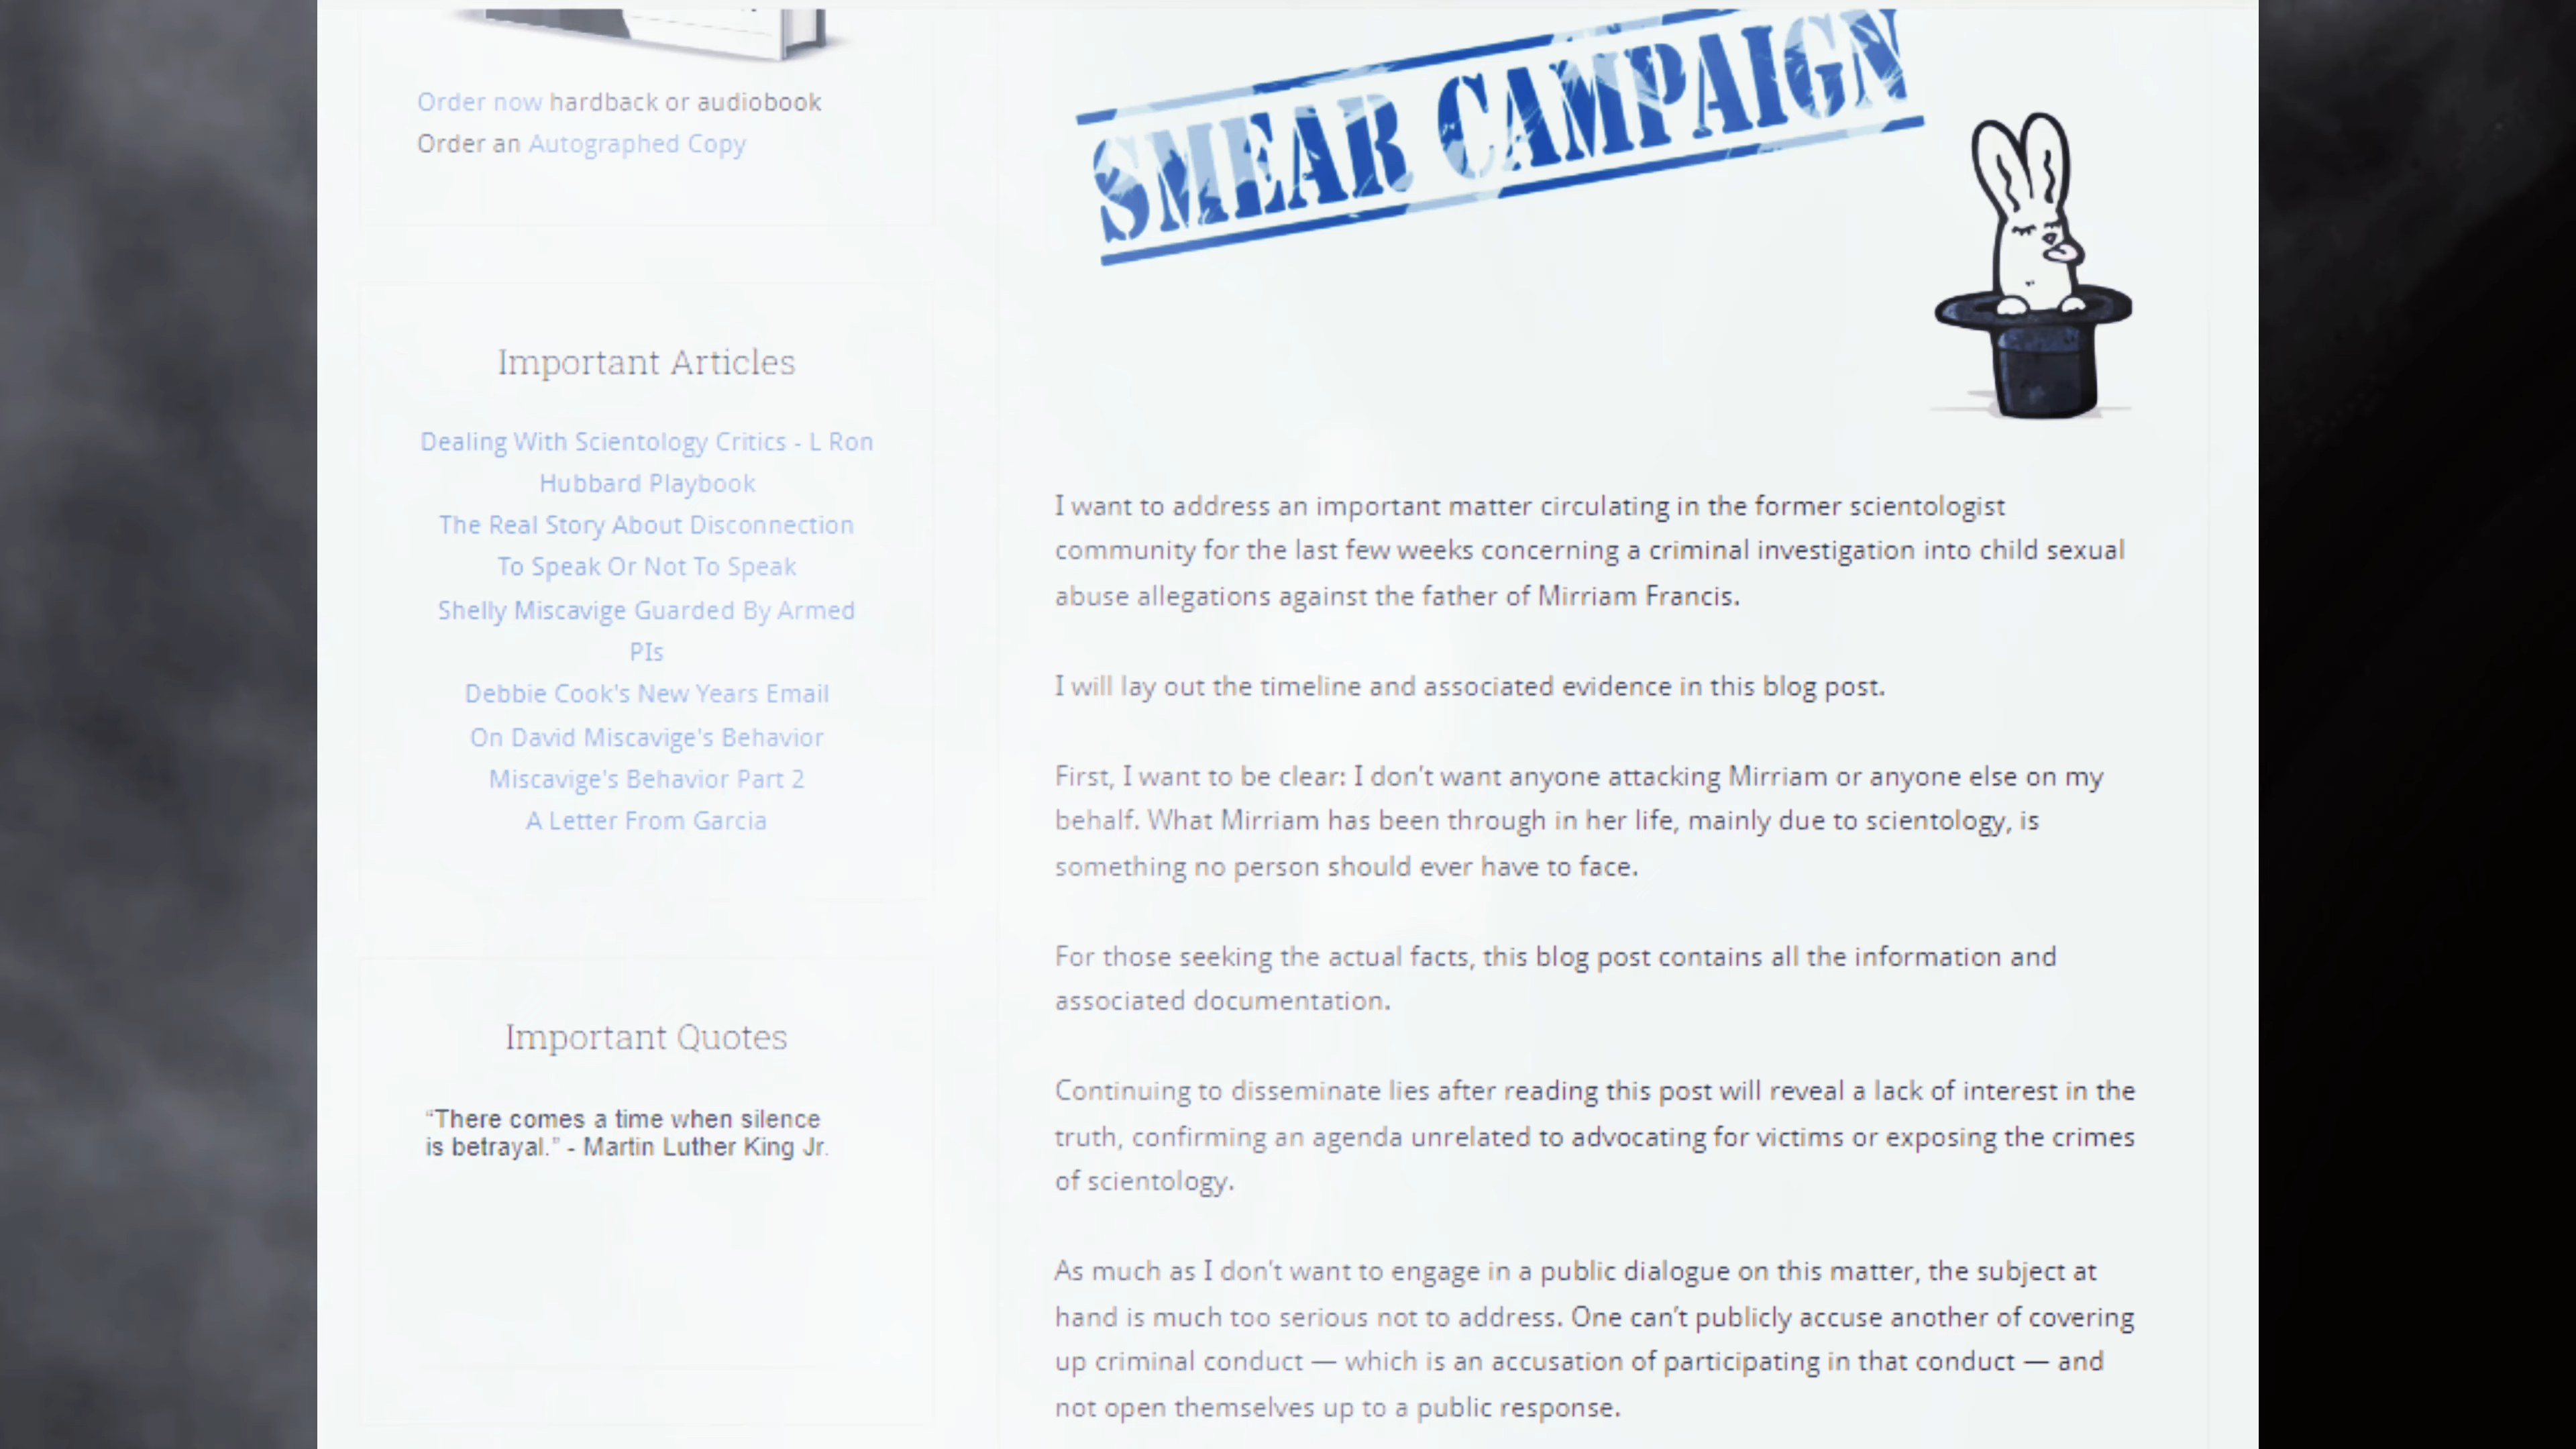 Order now hardback or audiobook
Order an Autographed Copy
Important Articles
Dealing With Scientology Critics - L Ron
Hubbard Playbook
The Real Story About Disconnection
To Speak Or Not To Speak
Shelly Miscavige Guarded By Armed
PIs
Debbie Cook's New Years Email
On David Miscavige's Behavior
Miscavige's Behavior Part 2
A Letter From Garcia
Important Quotes
“There comes a time when silence
is betrayal.” - Martin Luther King Jr.
SMEAR CAMPAIGN
I want to address an important matter circulating in the former scientologist
community for the last few weeks concerning a criminal investigation into child sexual
abuse allegations against the father of Mirriam Francis.
I will lay out the timeline and associated evidence in this blog post.
First, I want to be clear: I don’t want anyone attacking Mirriam or anyone else on my
behalf. What Mirriam has been through in her life, mainly due to scientology, is
something no person should ever have to face.
For those seeking the actual facts, this blog post contains all the information and
associated documentation.
Continuing to disseminate lies after reading this post will reveal a lack of interest in the
truth, confirming an agenda unrelated to advocating for victims or exposing the crimes
of scientology.
As much as I don’t want to engage in a public dialogue on this matter, the subject at
hand is much too serious not to address. One can’t publicly accuse another of covering
up criminal conduct — which is an accusation of participating in that conduct — and
not open themselves up to a public response.